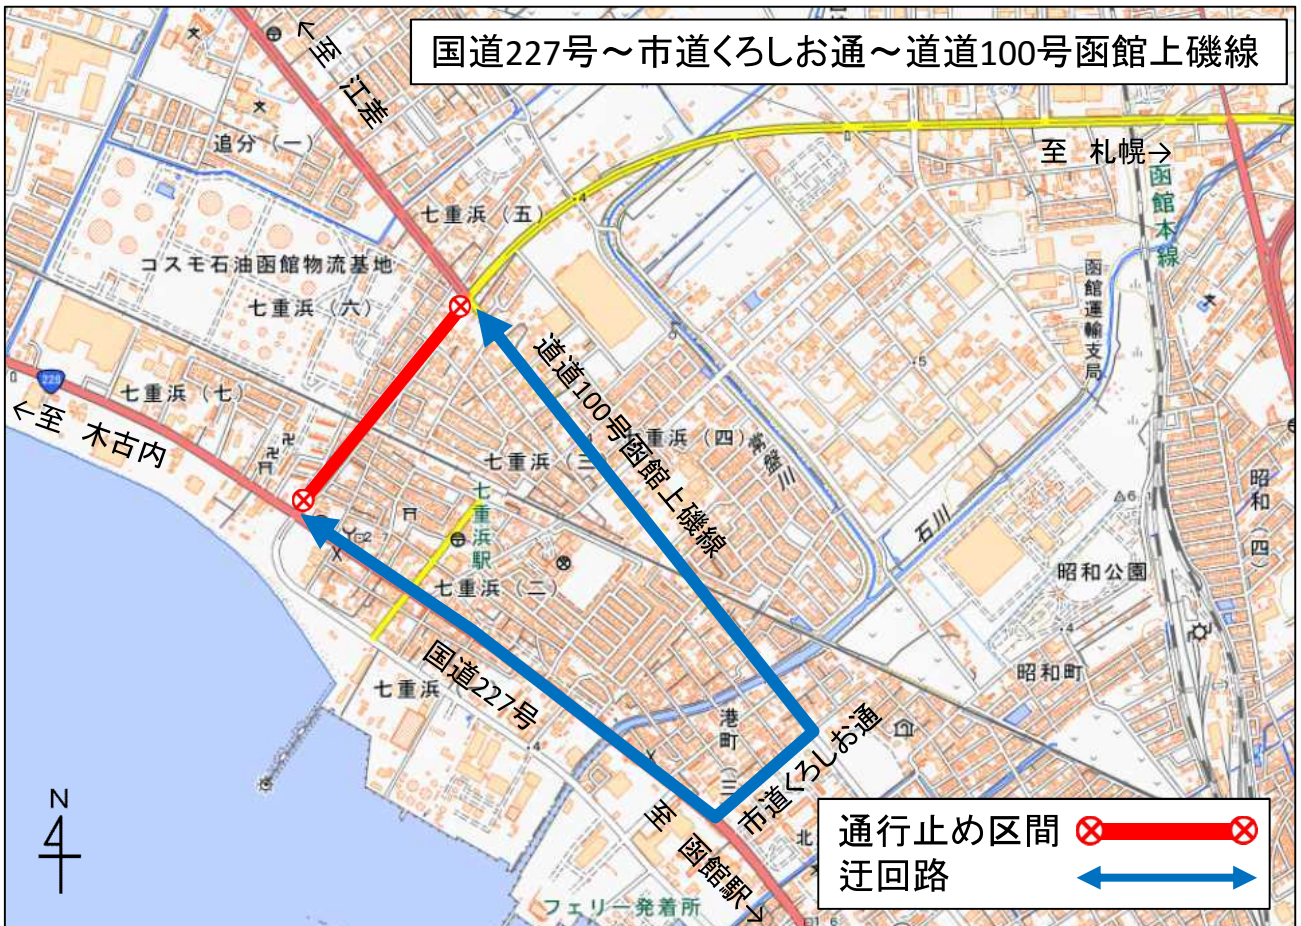 国道227号～市道くろしお通～道道100号函館上磯線
←至 江差
追分（一）
至 札幌→
函館本線
七重浜（五）
コスモ石油函館物流基地
七重浜（六）
函館運輸支局
228
七重浜（七）
←至 木古内
道道100号函館上磯線
重浜（四）
七重浜（三
七重浜駅
石川
昭和（四）
昭和公園
七重浜（二）
昭和町
国道227号
七重浜（
港町（三
市道くろしお通
至 函館駅→
北
フェリー発着所
N
通行止め区間
迂回路